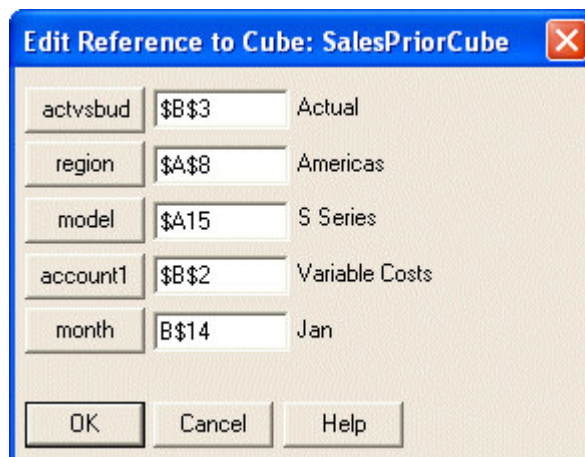 Edit Reference to Cube: SalesPriorCube
actvsbud $B$3 Actual
region $A$8 Americas
model $A15 S Series
account1 $B$2 Variable Costs
month B$14 Jan
OK Cancel Help